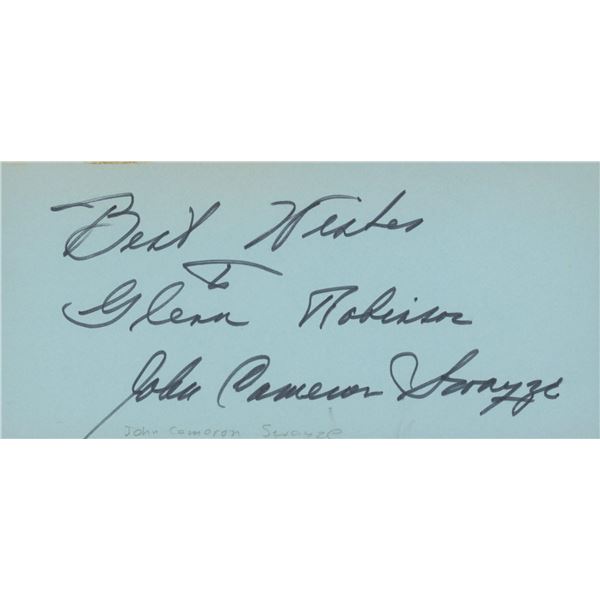 Best Wishes
to
Glenn Robinson
John Cameron Swayze
John Cameron Swayze